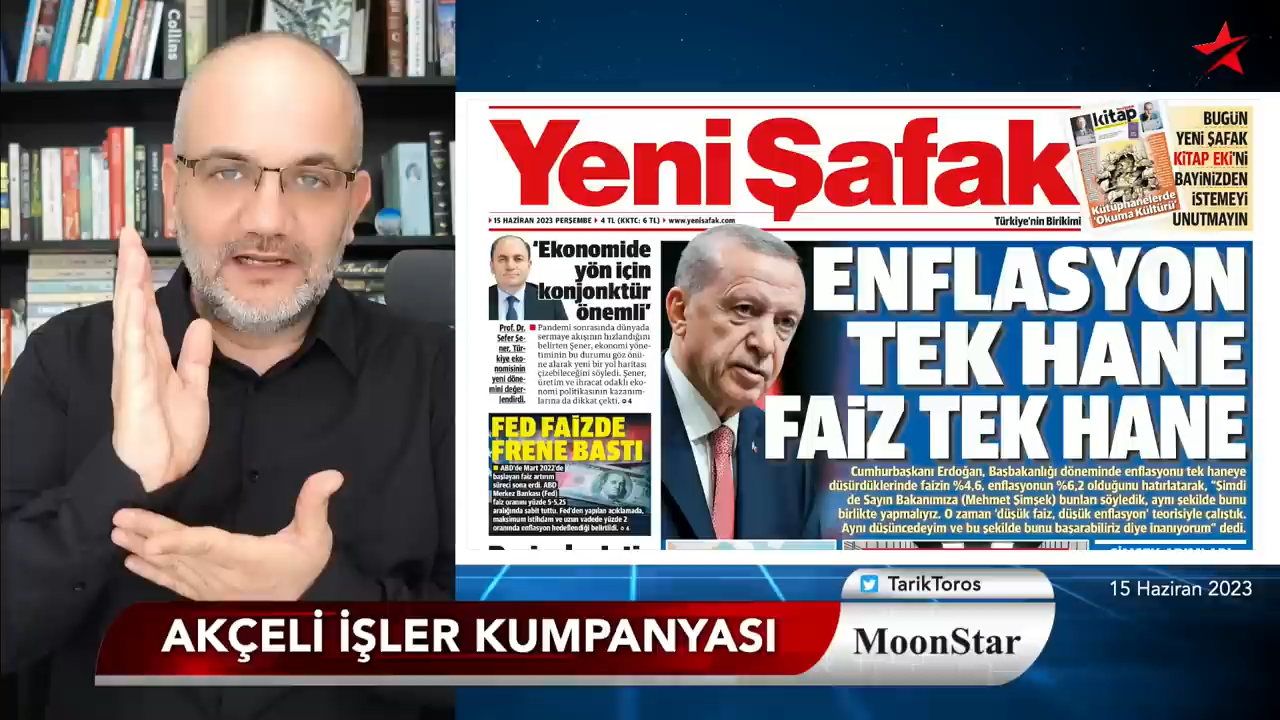 Collins
Yeni Şafak
15 HAZİRAN 2023 PERŞEMBE
4 TL (KKTC: 6 TL)
www.yenisafak.com
Türkiye'nin Birikimi
kitap
Kütüphanelerde
'Okuma Kültürü'
BUGÜN
YENİ ŞAFAK
KİTAP EKİ'Nİ
BAYİNİZDEN
İSTEMEYİ
UNUTMAYIN
'Ekonomide
yön için
konjonktür
önemli'
Prof. Dr.
Sefer Şe-
ner, Tür-
kiye eko-
nomisinin
yeni döne-
mini değer-
lendirdi.
Pandemi sonrasında dünyada
sermaye akışının hızlandığını
belirten Şener, ekonomi yöne-
timinin bu durumu göz önü-
ne alarak yeni bir yol haritası
çizebileceğini söyledi. Şener,
üretim ve ihracat odaklı eko-
nomi politikasının kazanım-
larına da dikkat çekti. 4
FED FAİZDE
FRENE BASTI
ABD'de Mart 2022'de
başlayan faiz artırım
süreci sona erdi. ABD
Merkez Bankası (Fed)
faiz oranını yüzde 5-5,25
aralığında sabit tuttu. Fed'den yapılan açıklamada,
maksimum istihdam ve uzun vadede yüzde 2
oranında enflasyon hedeflendiği belirtildi. 4
ENFLASYON
TEK HANE
FAİZ TEK HANE
Cumhurbaşkanı Erdoğan, Başbakanlığı döneminde enflasyonu tek haneye
düşürdüklerinde faizin %4,6, enflasyonun %6,2 olduğunu hatırlatarak, "Şimdi
de Sayın Bakanımıza (Mehmet Şimşek) bunları söyledik, aynı şekilde bunu
birlikte yapmalıyız. O zaman 'düşük faiz, düşük enflasyon' teorisiyle çalıştık.
Aynı düşüncedeyim ve bu şekilde bunu başarabiliriz diye inanıyorum" dedi.
TarikToros
15 Haziran 2023
AKÇELİ İŞLER KUMPANYASI
MoonStar